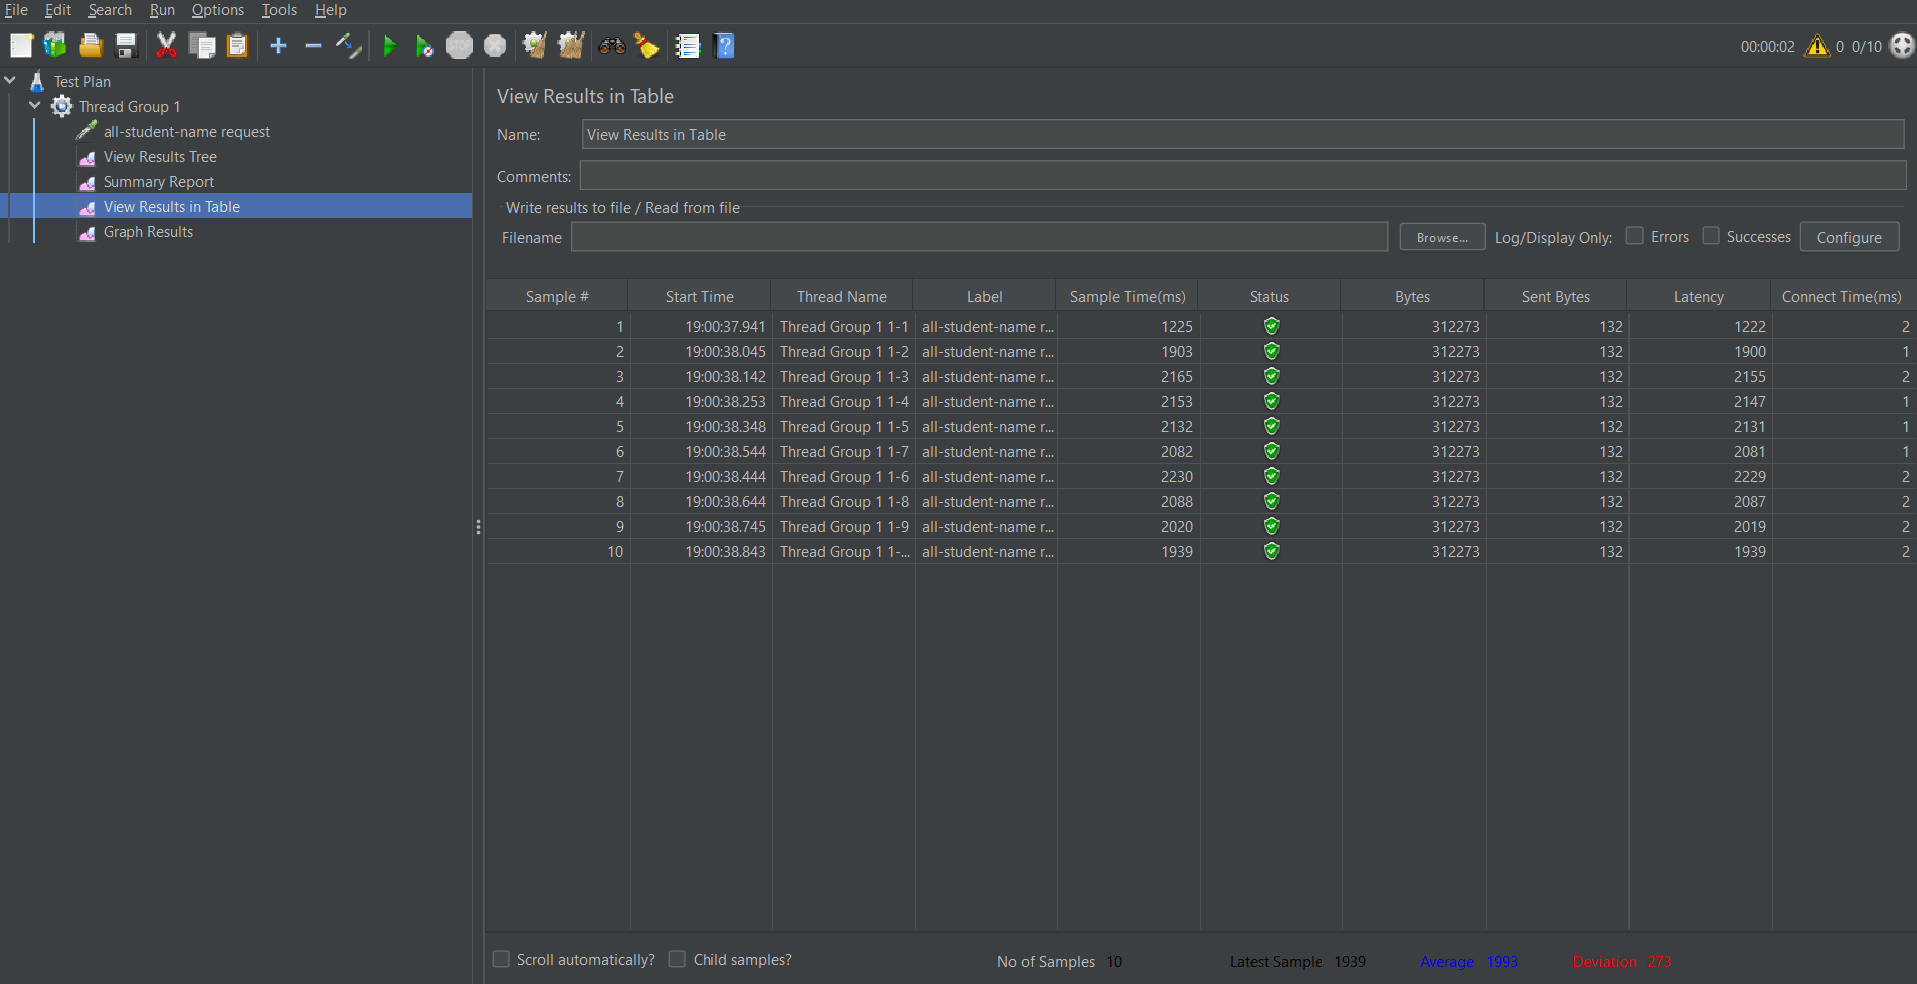 File Edit Search Run Options Tools Help
00:00:02 0 0/10
Test Plan
Thread Group 1
all-student-name request
View Results Tree
Summary Report
View Results in Table
Graph Results
View Results in Table
Name: View Results in Table
Comments:
Write results to file / Read from file
Filename Browse... Log/Display Only: Errors Successes Configure
Sample # Start Time Thread Name Label Sample Time(ms) Status Bytes Sent Bytes Latency Connect Time(ms)
1 19:00:37.941 Thread Group 1 1-1 all-student-name r... 1225 312273 132 1222 2
2 19:00:38.045 Thread Group 1 1-2 all-student-name r... 1903 312273 132 1900 1
3 19:00:38.142 Thread Group 1 1-3 all-student-name r... 2165 312273 132 2155 2
4 19:00:38.253 Thread Group 1 1-4 all-student-name r... 2153 312273 132 2147 1
5 19:00:38.348 Thread Group 1 1-5 all-student-name r... 2132 312273 132 2131 1
6 19:00:38.544 Thread Group 1 1-7 all-student-name r... 2082 312273 132 2081 1
7 19:00:38.444 Thread Group 1 1-6 all-student-name r... 2230 312273 132 2229 2
8 19:00:38.644 Thread Group 1 1-8 all-student-name r... 2088 312273 132 2087 2
9 19:00:38.745 Thread Group 1 1-9 all-student-name r... 2020 312273 132 2019 2
10 19:00:38.843 Thread Group 1 1-... all-student-name r... 1939 312273 132 1939 2
Scroll automatically? Child samples? No of Samples 10 Latest Sample 1939 Average 1993 Deviation 273